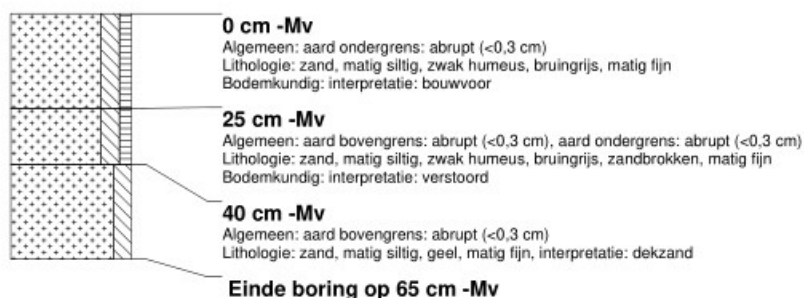 0 cm -Mv
Algemeen: aard ondergrens: abrupt (<0,3 cm)
Lithologie: zand, matig siltig, zwak humeus, bruingrijs, matig fijn
Bodemkundig: interpretatie: bouwvoor
25 cm -Mv
Algemeen: aard bovengrens: abrupt (<0,3 cm), aard ondergrens: abrupt (<0,3 cm)
Lithologie: zand, matig siltig, zwak humeus, bruingrijs, zandbrokken, matig fijn
Bodemkundig: interpretatie: verstoord
40 cm -Mv
Algemeen: aard bovengrens: abrupt (<0,3 cm)
Lithologie: zand, matig siltig, geel, matig fijn, interpretatie: dekzand
Einde boring op 65 cm -Mv